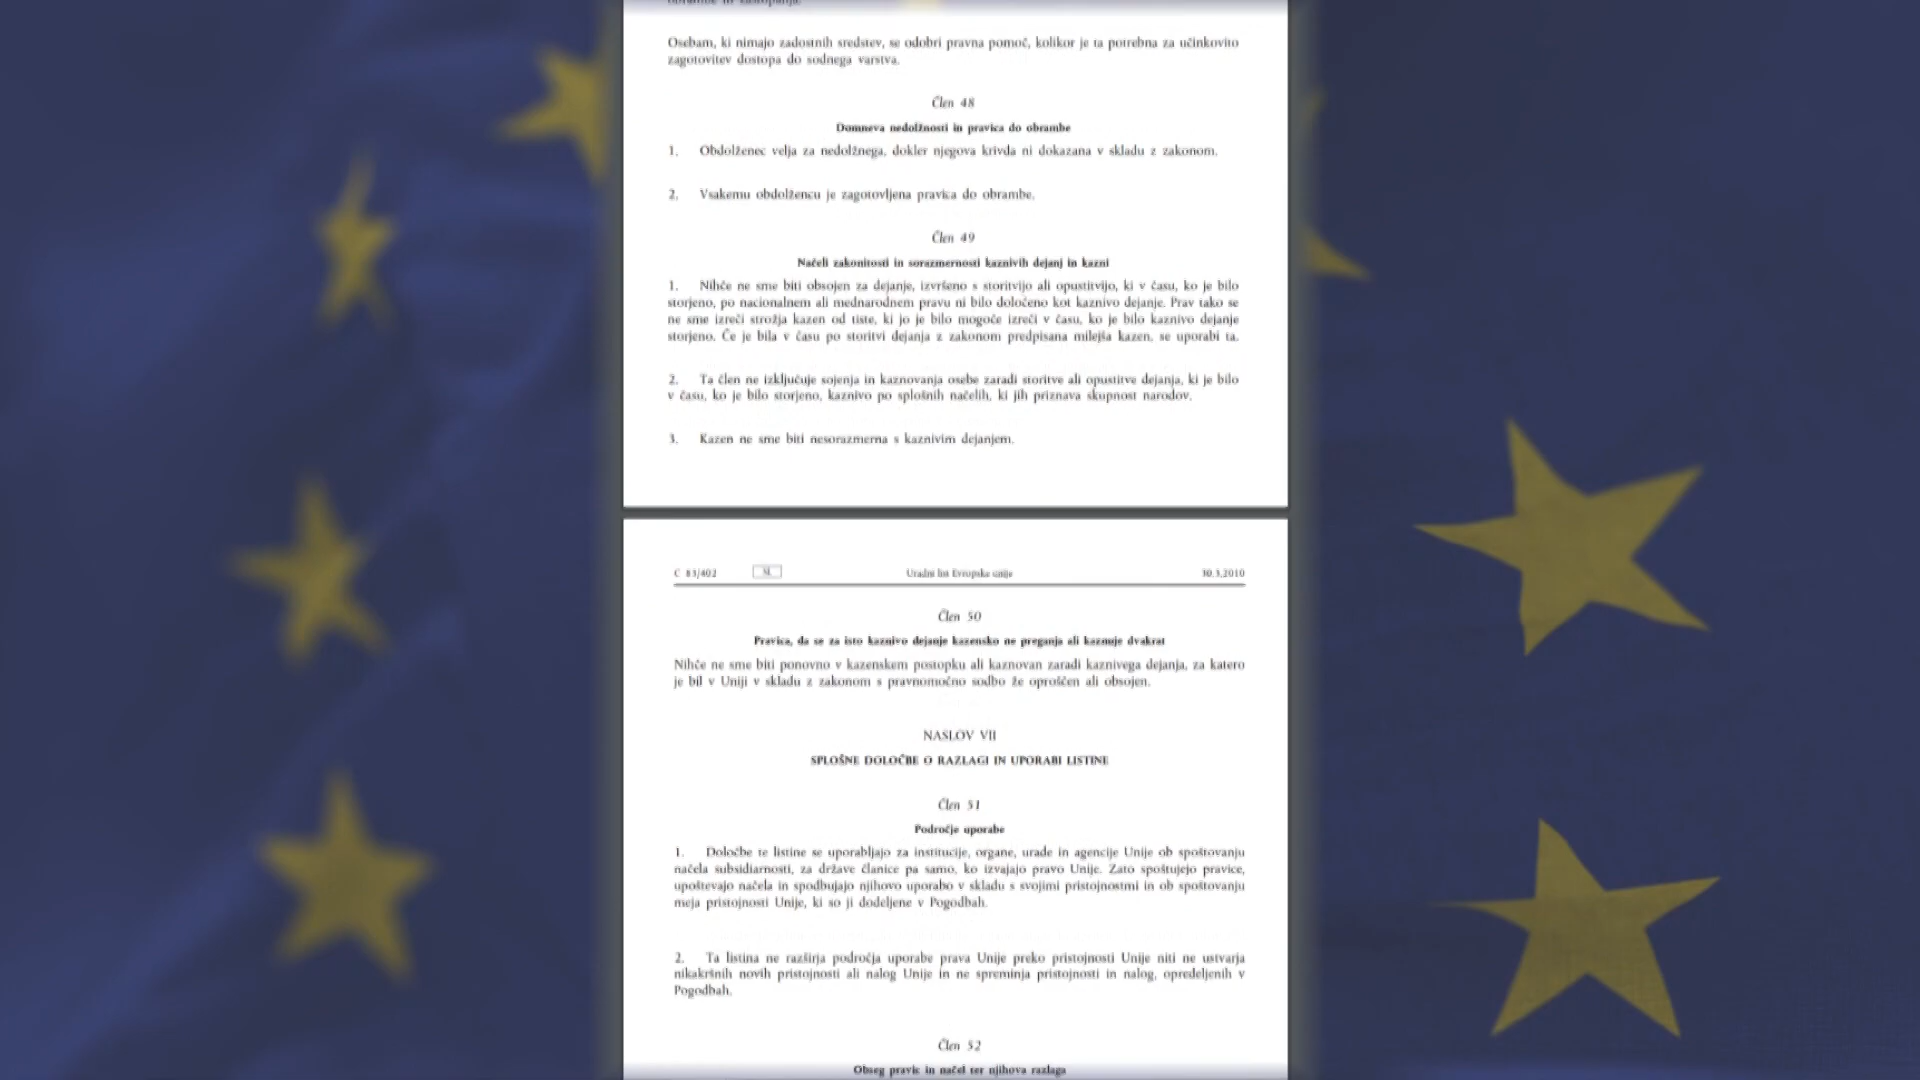 Osebam, ki nimajo zadostnih sredstev, se odobri pravna pomoč, kolikor je ta potrebna za učinkovito
zagotovitev dostopa do sodnega varstva.
Člen 48
Domneva nedolžnosti in pravica do obrambe
1. Obdolženec velja za nedolžnega, dokler njegova krivda ni dokazana v skladu z zakonom.
2. Vsakemu obdolžencu je zagotovljena pravica do obrambe.
Člen 49
Načeli zakonitosti in sorazmernosti kaznivih dejanj in kazni
1. Nihče ne sme biti obsojen za dejanje, izvršeno s storitvijo ali opustitvijo, ki v času, ko je bilo
storjeno, po nacionalnem ali mednarodnem pravu ni bilo določeno kot kaznivo dejanje. Prav tako se
ne sme izreči strožja kazen od tiste, ki jo je bilo mogoče izreči v času, ko je bilo kaznivo dejanje
storjeno. Če je bila v času po storitvi dejanja z zakonom predpisana milejša kazen, se uporabi ta.
2. Ta člen ne izključuje sojenja in kaznovanja osebe zaradi storitve ali opustitve dejanja, ki je bilo
v času, ko je bilo storjeno, kaznivo po splošnih načelih, ki jih priznava skupnost narodov.
3. Kazen ne sme biti nesorazmerna s kaznivim dejanjem.
C 83/402 SL Uradni list Evropske unije 30.3.2010
Člen 50
Pravica, da se za isto kaznivo dejanje kazensko ne preganja ali kaznuje dvakrat
Nihče ne sme biti ponovno v kazenskem postopku ali kaznovan zaradi kaznivega dejanja, za katero
je bil v Uniji v skladu z zakonom s pravnomočno sodbo že oproščen ali obsojen.
NASLOV VII
SPLOŠNE DOLOČBE O RAZLAGI IN UPORABI LISTINE
Člen 51
Področje uporabe
1. Določbe te listine se uporabljajo za institucije, organe, urade in agencije Unije ob spoštovanju
načela subsidiarnosti, za države članice pa samo, ko izvajajo pravo Unije. Zato spoštujejo pravice,
upoštevajo načela in spodbujajo njihovo uporabo v skladu s svojimi pristojnostmi in ob spoštovanju
meja pristojnosti Unije, ki so ji dodeljene v Pogodbah.
2. Ta listina ne razširja področja uporabe prava Unije preko pristojnosti Unije niti ne ustvarja
nikakršnih novih pristojnosti ali nalog Unije in ne spreminja pristojnosti in nalog, opredeljenih v
Pogodbah.
Člen 52
Obseg pravic in načel ter njihova razlaga